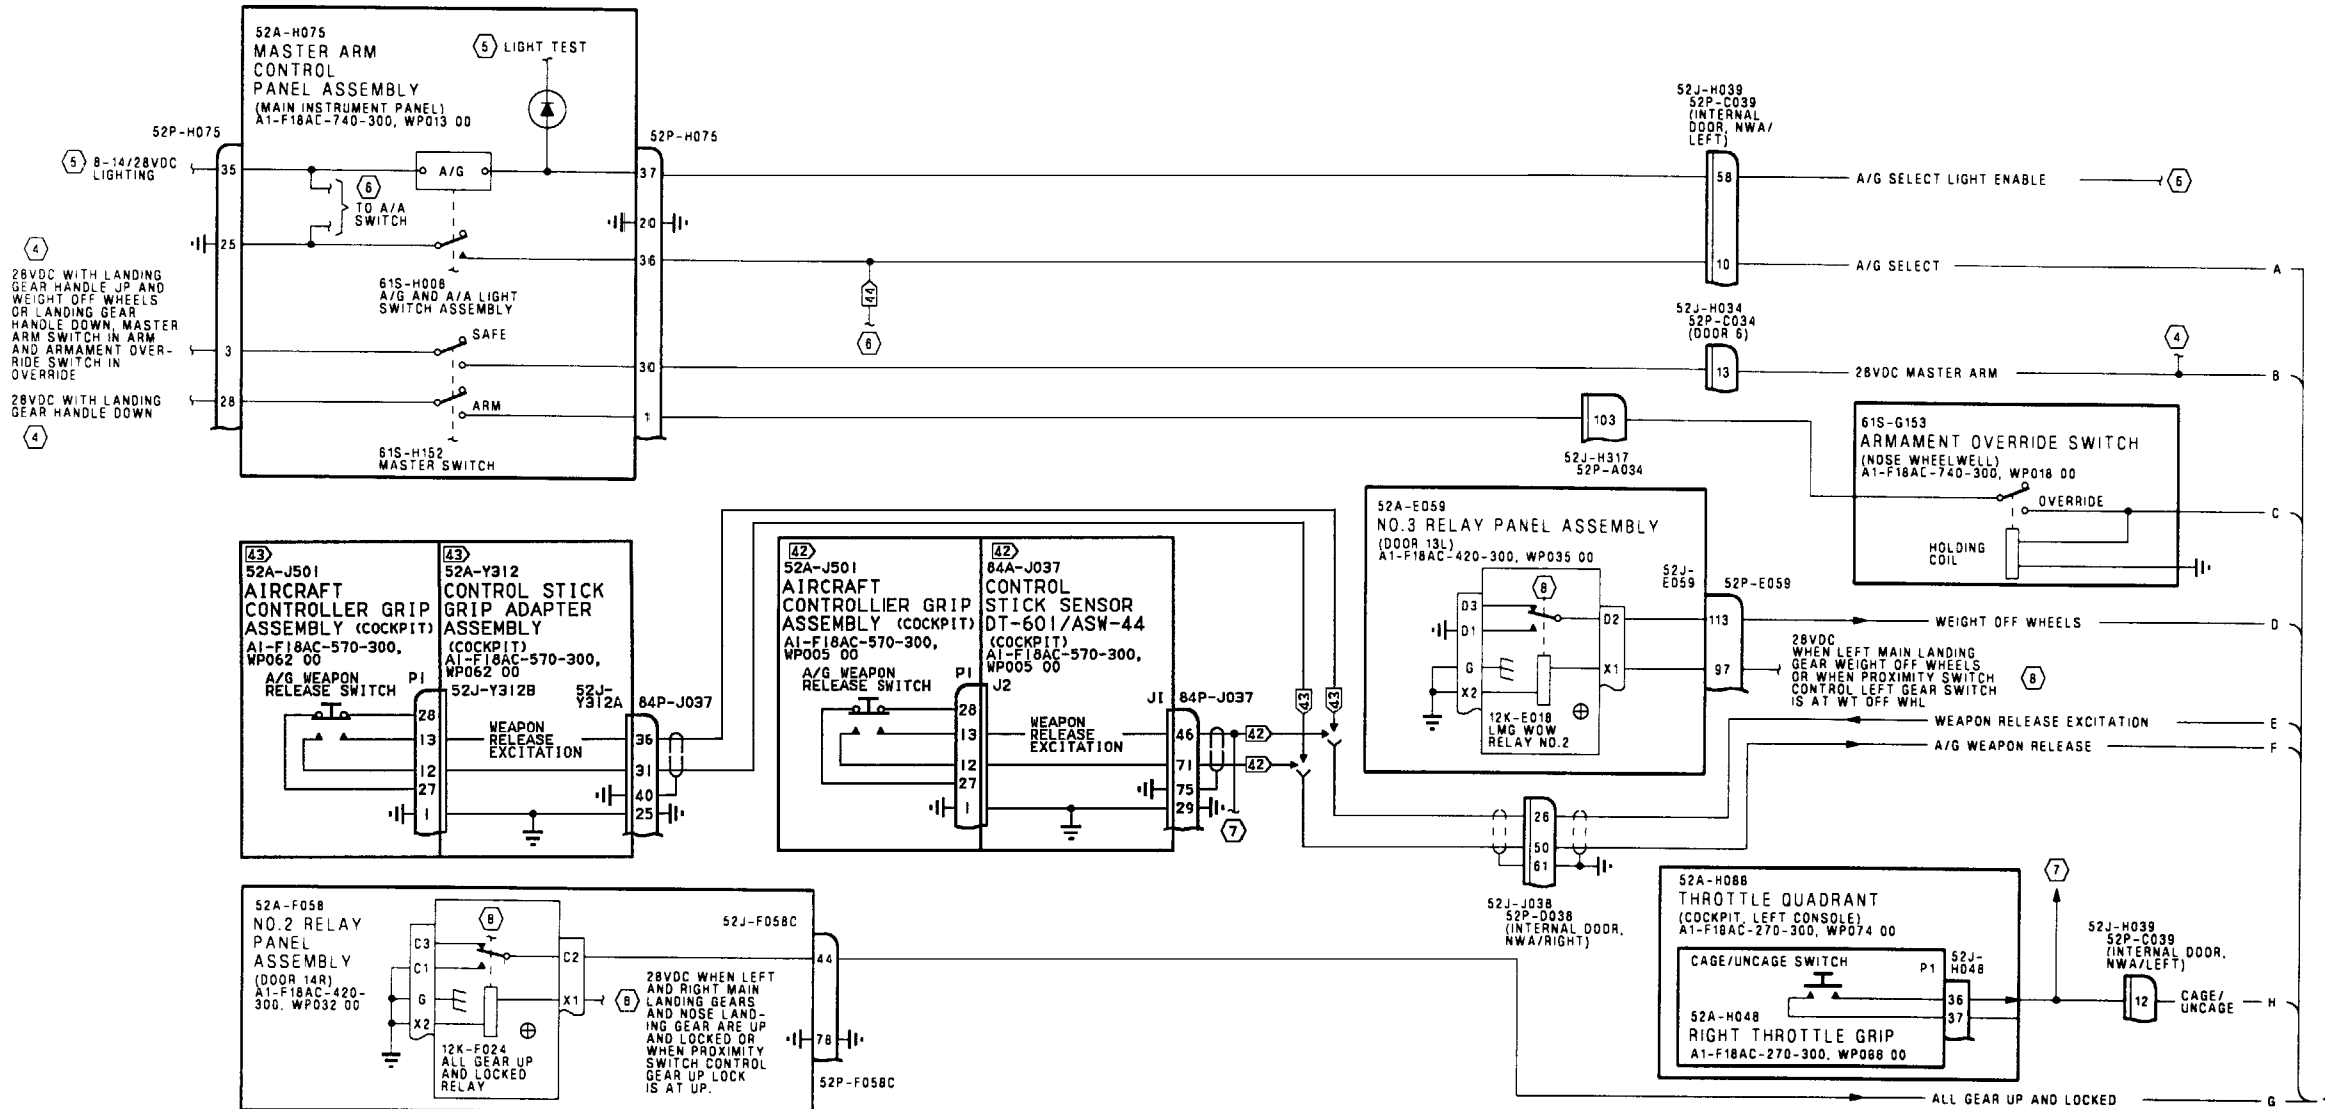 52A-H075
MASTER ARM
CONTROL
PANEL ASSEMBLY
(MAIN INSTRUMENT PANEL)
A1-F18AC-740-300, WP013 00
5 LIGHT TEST
52P-H075
52P-H075
5 8-14/28VDC
LIGHTING
35
A/G
37
6
TO A/A
SWITCH
20
25
36
61S-H008
A/G AND A/A LIGHT
SWITCH ASSEMBLY
4
28VDC WITH LANDING
GEAR HANDLE UP AND
WEIGHT OFF WHEELS
OR LANDING GEAR
HANDLE DOWN, MASTER
ARM SWITCH IN ARM
AND ARMAMENT OVER-
RIDE SWITCH IN
OVERRIDE
3
SAFE
30
28VDC WITH LANDING
GEAR HANDLE DOWN
4
28
ARM
1
61S-H152
MASTER SWITCH
44
6
52J-H039
52P-C039
(INTERNAL
DOOR, NWA/
LEFT)
58
A/G SELECT LIGHT ENABLE
6
10
A/G SELECT
A
52J-H034
52P-C034
(DOOR 6)
13
28VDC MASTER ARM
4
B
103
52J-H317
52P-A034
61S-G153
ARMAMENT OVERRIDE SWITCH
(NOSE WHEELWELL)
A1-F18AC-740-300, WP018 00
OVERRIDE
HOLDING
COIL
C
43
52A-J501
AIRCRAFT
CONTROLLER GRIP
ASSEMBLY (COCKPIT)
A1-F18AC-570-300,
WP062 00
A/G WEAPON
RELEASE SWITCH
P1
28
13
12
27
1
43
52A-Y312
CONTROL STICK
GRIP ADAPTER
ASSEMBLY
(COCKPIT)
A1-F18AC-570-300,
WP062 00
52J-Y312B
52J-
Y312A
84P-J037
WEAPON
RELEASE
EXCITATION
36
31
40
25
42
52A-J501
AIRCRAFT
CONTROLLIER GRIP
ASSEMBLY (COCKPIT)
A1-F18AC-570-300,
WP005 00
A/G WEAPON
RELEASE SWITCH
P1
28
13
12
27
1
42
84A-J037
CONTROL
STICK SENSOR
DT-601/ASW-44
(COCKPIT)
A1-F18AC-570-300,
WP005 00
J2
J1
84P-J037
WEAPON
RELEASE
EXCITATION
46
71
75
29
42
42
7
43
43
52A-E059
NO.3 RELAY PANEL ASSEMBLY
(DOOR 13L)
A1-F18AC-420-300, WP035 00
8
D3
D1
G
X2
D2
X1
12K-E018
LMG WOW
RELAY NO.2
52J-
E059
52P-E059
113
97
WEIGHT OFF WHEELS
D
28VDC
WHEN LEFT MAIN LANDING
GEAR WEIGHT OFF WHEELS
OR WHEN PROXIMITY SWITCH
CONTROL LEFT GEAR SWITCH
IS AT WT OFF WHL
8
WEAPON RELEASE EXCITATION
E
A/G WEAPON RELEASE
F
26
50
61
52J-J038
52P-D038
(INTERNAL DOOR,
NWA/RIGHT)
52A-F058
NO.2 RELAY
PANEL
ASSEMBLY
(DOOR 14R)
A1-F18AC-420-
300, WP032 00
8
C3
C1
G
X2
C2
X1
12K-F024
ALL GEAR UP
AND LOCKED
RELAY
8
28VDC WHEN LEFT
AND RIGHT MAIN
LANDING GEARS
AND NOSE LAND-
ING GEAR ARE UP
AND LOCKED OR
WHEN PROXIMITY
SWITCH CONTROL
GEAR UP LOCK
IS AT UP.
52J-F058C
44
78
52P-F058C
52A-H088
THROTTLE QUADRANT
(COCKPIT, LEFT CONSOLE)
A1-F18AC-270-300, WP074 00
CAGE/UNCAGE SWITCH
P1
52J-
H048
36
37
52A-H048
RIGHT THROTTLE GRIP
A1-F18AC-270-300, WP088 00
7
52J-H039
52P-C039
(INTERNAL DOOR,
NWA/LEFT)
12
CAGE/
UNCAGE
H
ALL GEAR UP AND LOCKED
G